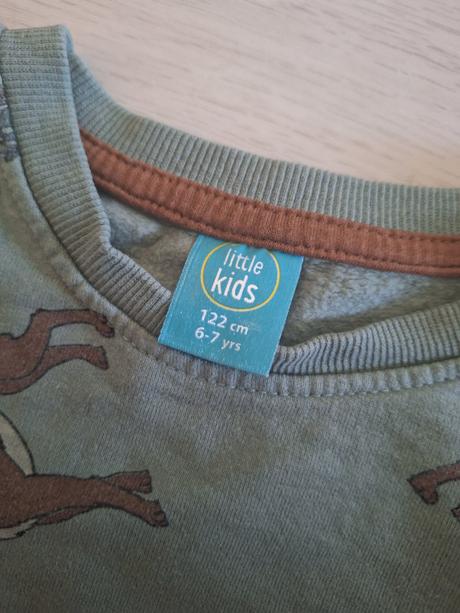 little
kids
122 cm
6-7 yrs